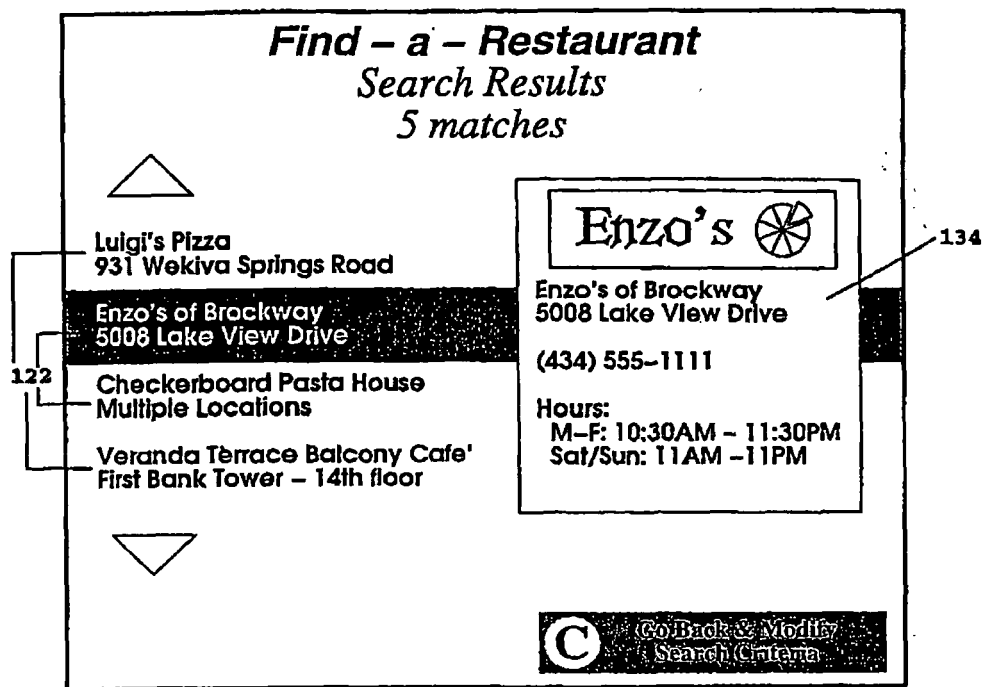 Find – a – Restaurant
Search Results
5 matches
Luigi's Pizza
931 Wekiva Springs Road
Enzo's of Brockway
5008 Lake View Drive
Checkerboard Pasta House
Multiple Locations
Veranda Terrace Balcony Cafe'
First Bank Tower – 14th floor
122
Enzo's
Enzo's of Brockway
5008 Lake View Drive
(434) 555–1111
Hours:
M–F: 10:30AM – 11:30PM
Sat/Sun: 11AM –11PM
134
C
Go Back & Modify
Search Criteria